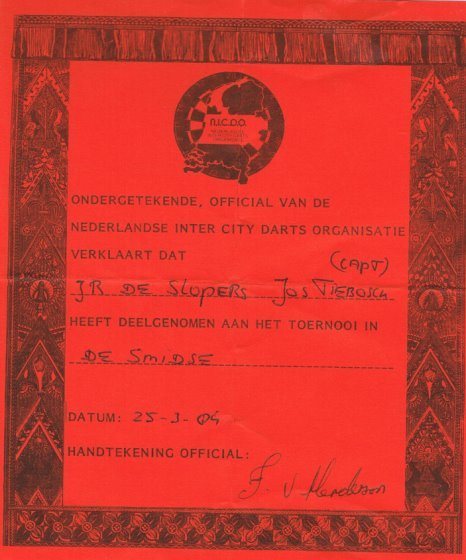 N.I.C.D.O.
ONDERGETEKENDE, OFFICIAL VAN DE
NEDERLANDSE INTER CITY DARTS ORGANISATIE
VERKLAART DAT (CAPT)
JR DE SLOPERS JOS TIEBOSCH
HEEFT DEELGENOMEN AAN HET TOERNOOI IN
DE SMIDSE
DATUM: 25-3-04
HANDTEKENING OFFICIAL:
F. v